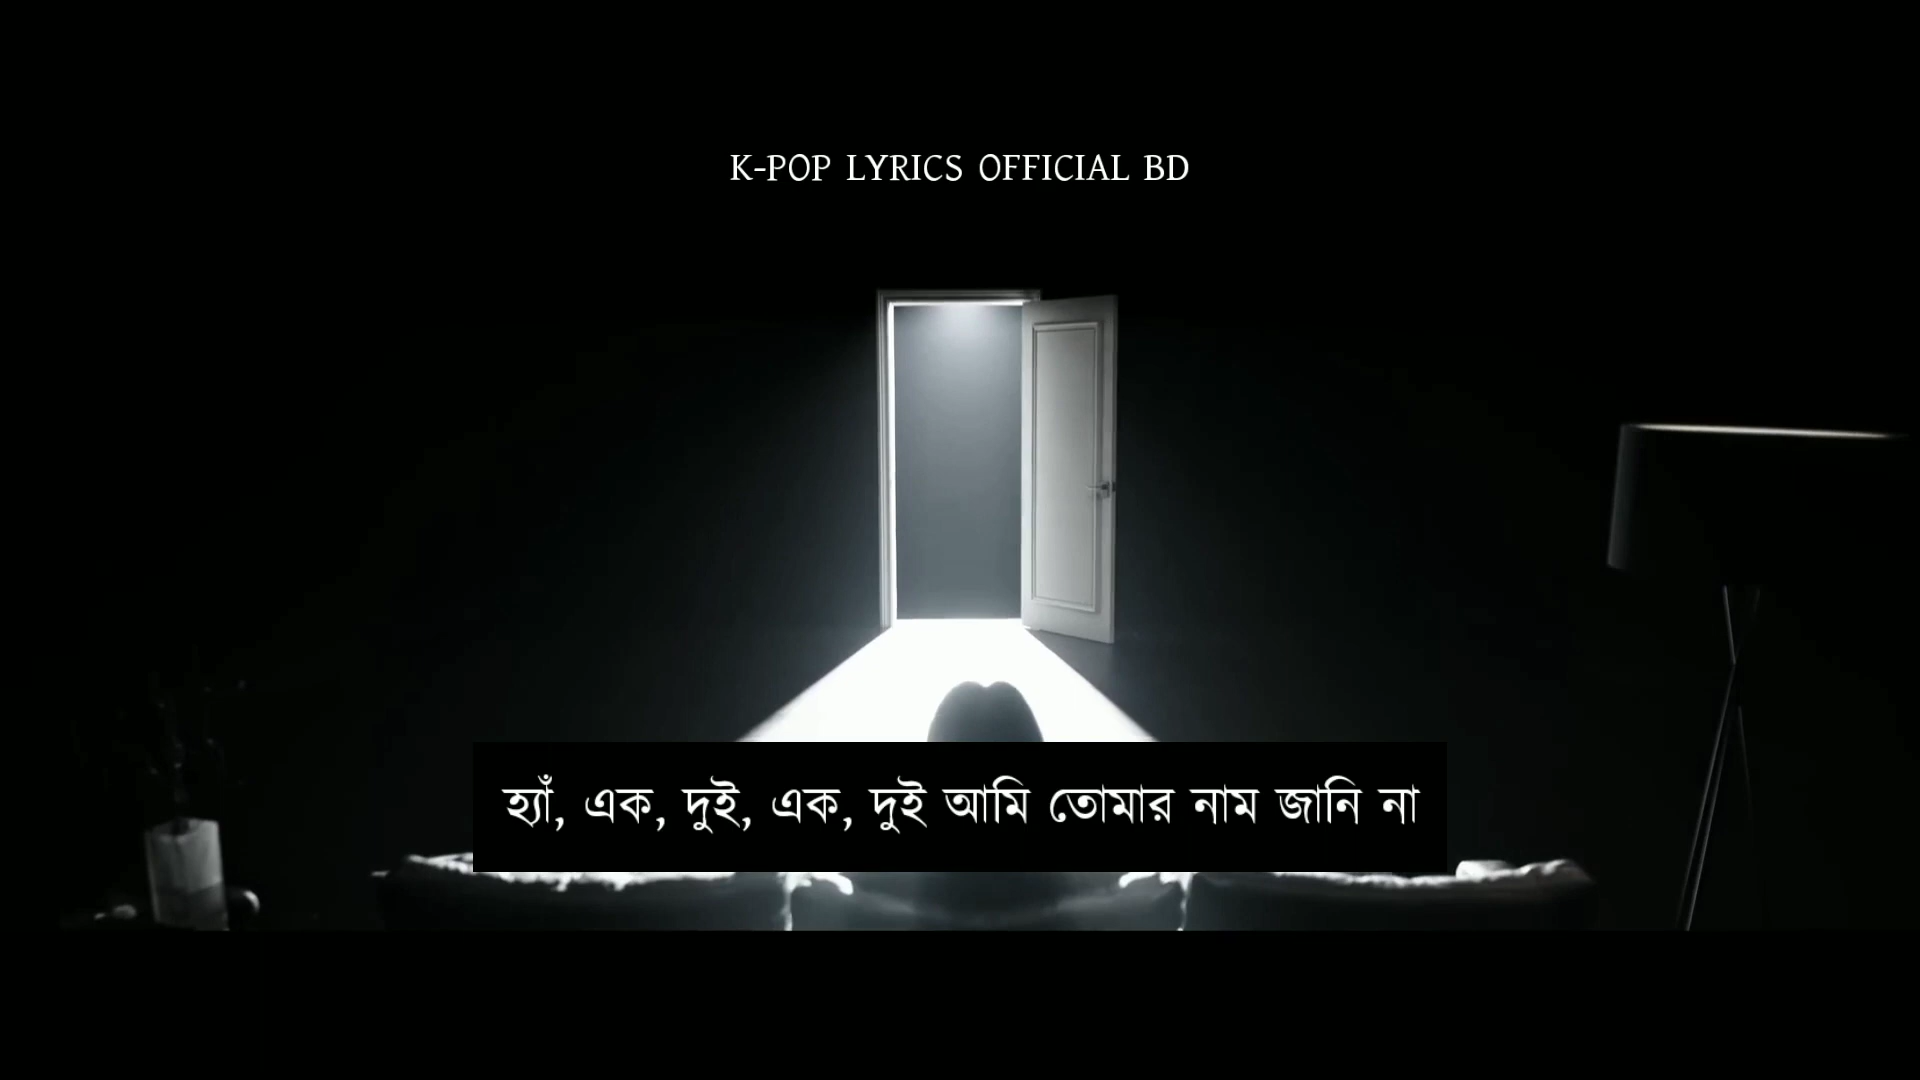 K-POP LYRICS OFFICIAL BD
হ্যাঁ, এক, দুই, এক, দুই আমি তোমার নাম জানি না